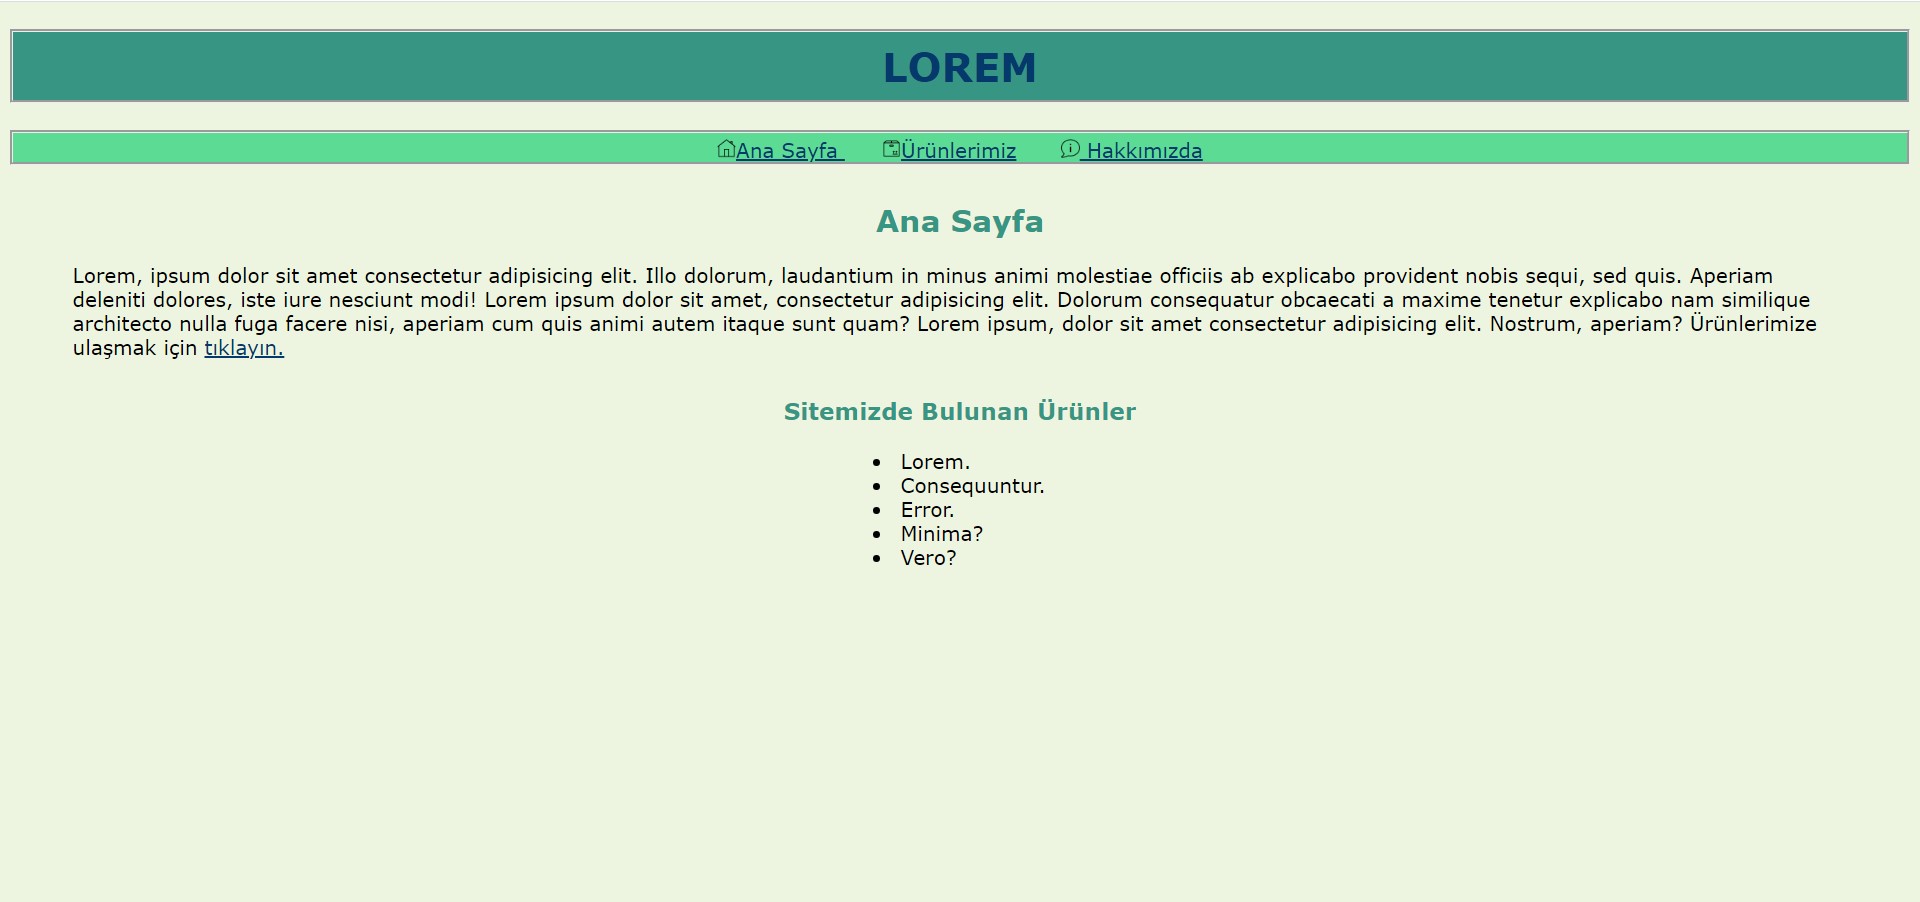 LOREM
Ana Sayfa Ürünlerimiz Hakkımızda
Ana Sayfa
Lorem, ipsum dolor sit amet consectetur adipisicing elit. Illo dolorum, laudantium in minus animi molestiae officiis ab explicabo provident nobis sequi, sed quis. Aperiam
deleniti dolores, iste iure nesciunt modi! Lorem ipsum dolor sit amet, consectetur adipisicing elit. Dolorum consequatur obcaecati a maxime tenetur explicabo nam similique
architecto nulla fuga facere nisi, aperiam cum quis animi autem itaque sunt quam? Lorem ipsum, dolor sit amet consectetur adipisicing elit. Nostrum, aperiam? Ürünlerimize
ulaşmak için tıklayın.
Sitemizde Bulunan Ürünler
• Lorem.
• Consequuntur.
• Error.
• Minima?
• Vero?